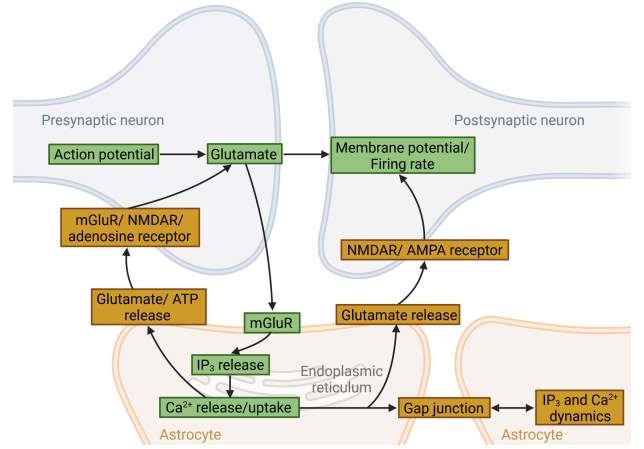 Presynaptic neuron
Postsynaptic neuron
Action potential
Glutamate
Membrane potential/
Firing rate
mGluR/ NMDAR/
adenosine receptor
NMDAR/ AMPA receptor
Glutamate/ ATP
release
mGluR
Glutamate release
IP₃ release
Endoplasmic
reticulum
Ca²⁺ release/uptake
Gap junction
IP₃ and Ca²⁺
dynamics
Astrocyte
Astrocyte